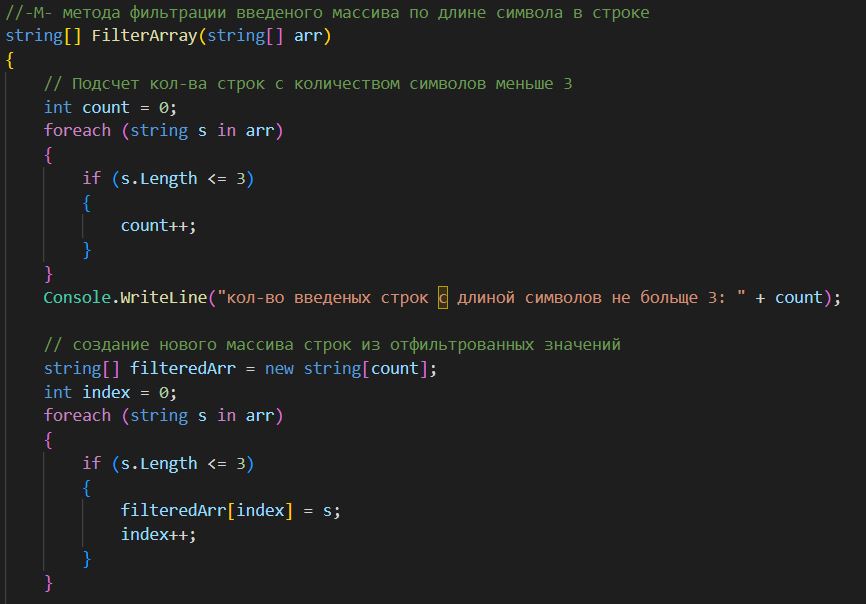 //-М- метода фильтрации введеного массива по длине символа в строке
string[] FilterArray(string[] arr)
{
    // Подсчет кол-ва строк с количеством символов меньше 3
    int count = 0;
    foreach (string s in arr)
    {
        if (s.Length <= 3)
        {
            count++;
        }
    }
    Console.WriteLine("кол-во введеных строк с длиной символов не больще 3: " + count);
    // создание нового массива строк из отфильтрованных значений
    string[] filteredArr = new string[count];
    int index = 0;
    foreach (string s in arr)
    {
        if (s.Length <= 3)
        {
            filteredArr[index] = s;
            index++;
        }
    }